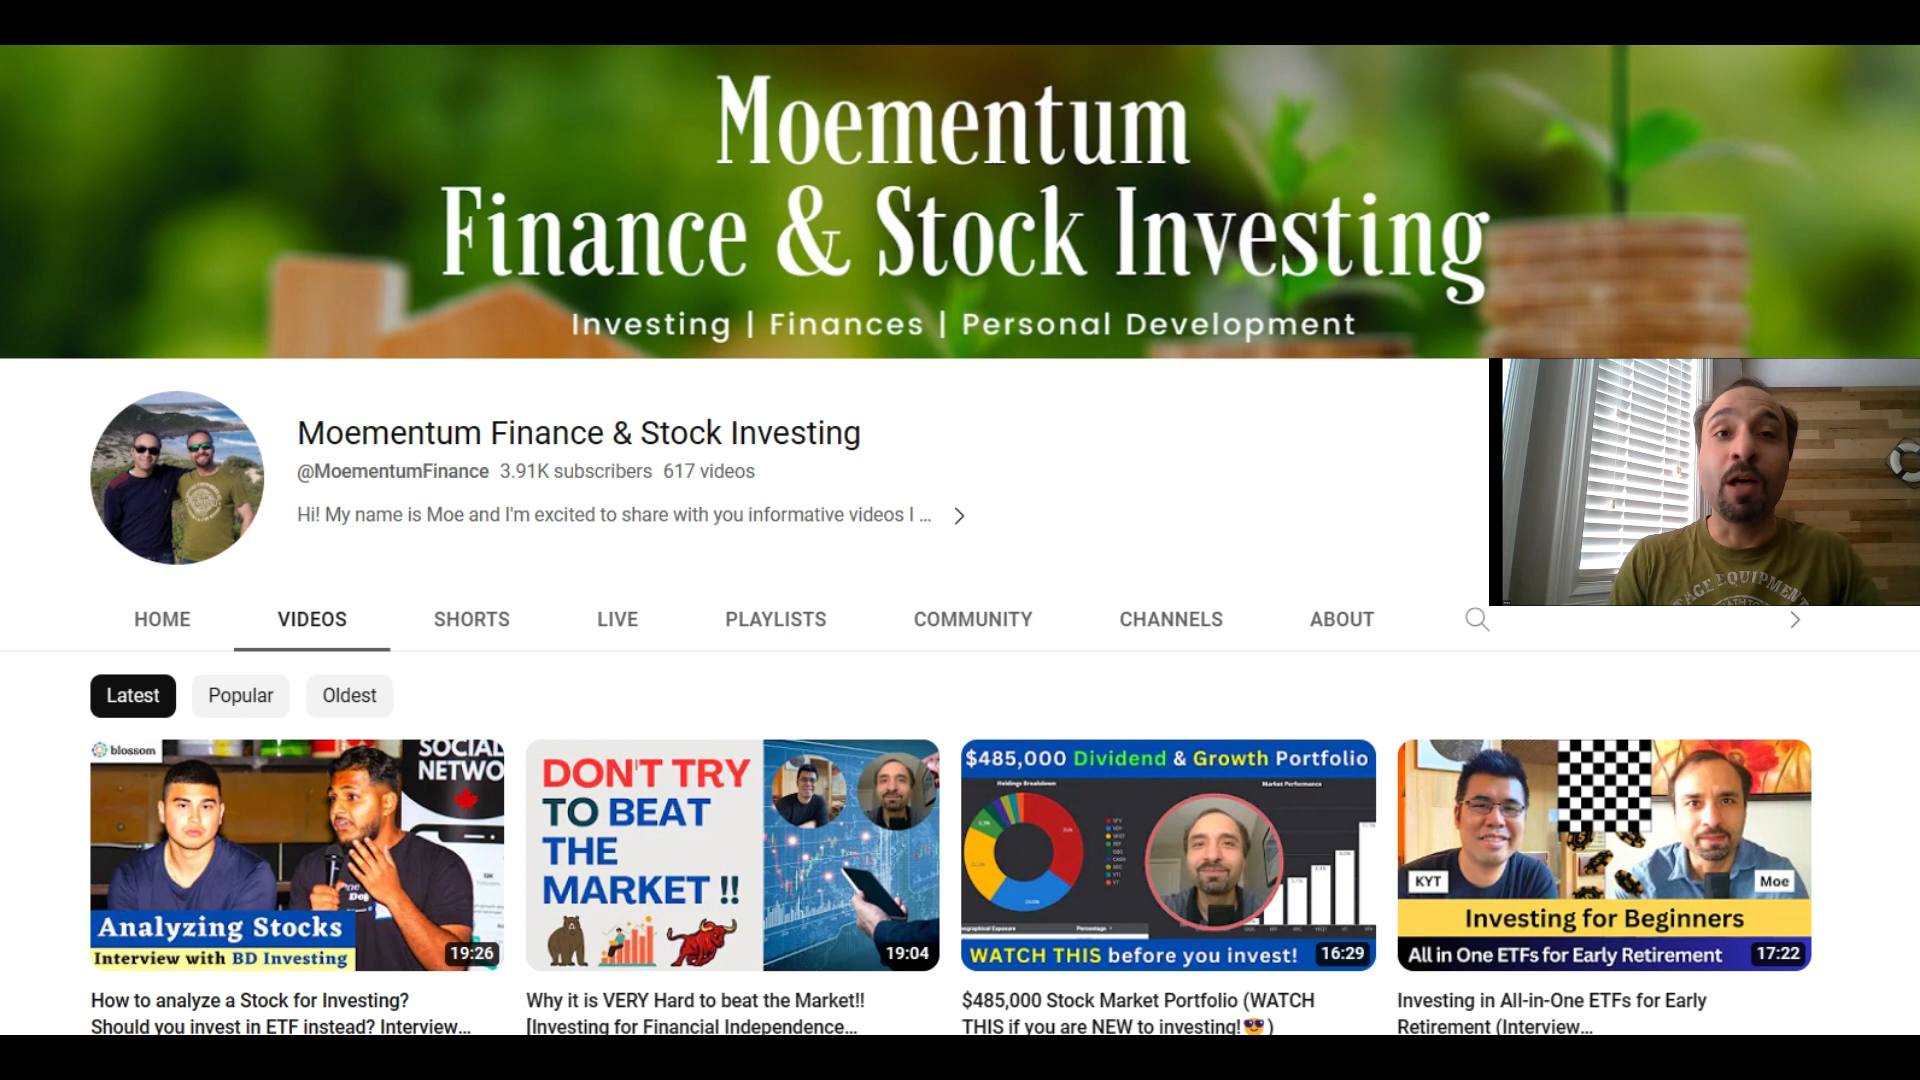 Moementum
Finance & Stock Investing
Investing | Finances | Personal Development
Moementum Finance & Stock Investing
@MoementumFinance 3.91K subscribers 617 videos
Hi! My name is Moe and I'm excited to share with you informative videos I ...
HOME VIDEOS SHORTS LIVE PLAYLISTS COMMUNITY CHANNELS ABOUT
Latest Popular Oldest
blossom
SOCIAL
NETWO
Analyzing Stocks
Interview with BD Investing
19:26
DON'T TRY
TO BEAT
THE
MARKET !!
19:04
$485,000 Dividend & Growth Portfolio
Holdings Breakdown
Market Performance
Percentage
WATCH THIS before you invest!
16:29
KYT
Moe
Investing for Beginners
All in One ETFs for Early Retirement
17:22
How to analyze a Stock for Investing?
Should you invest in ETF instead? Interview...
Why it is VERY Hard to beat the Market!!
[Investing for Financial Independence...
$485,000 Stock Market Portfolio (WATCH
THIS if you are NEW to investing!😎)
Investing in All-in-One ETFs for Early
Retirement (Interview...